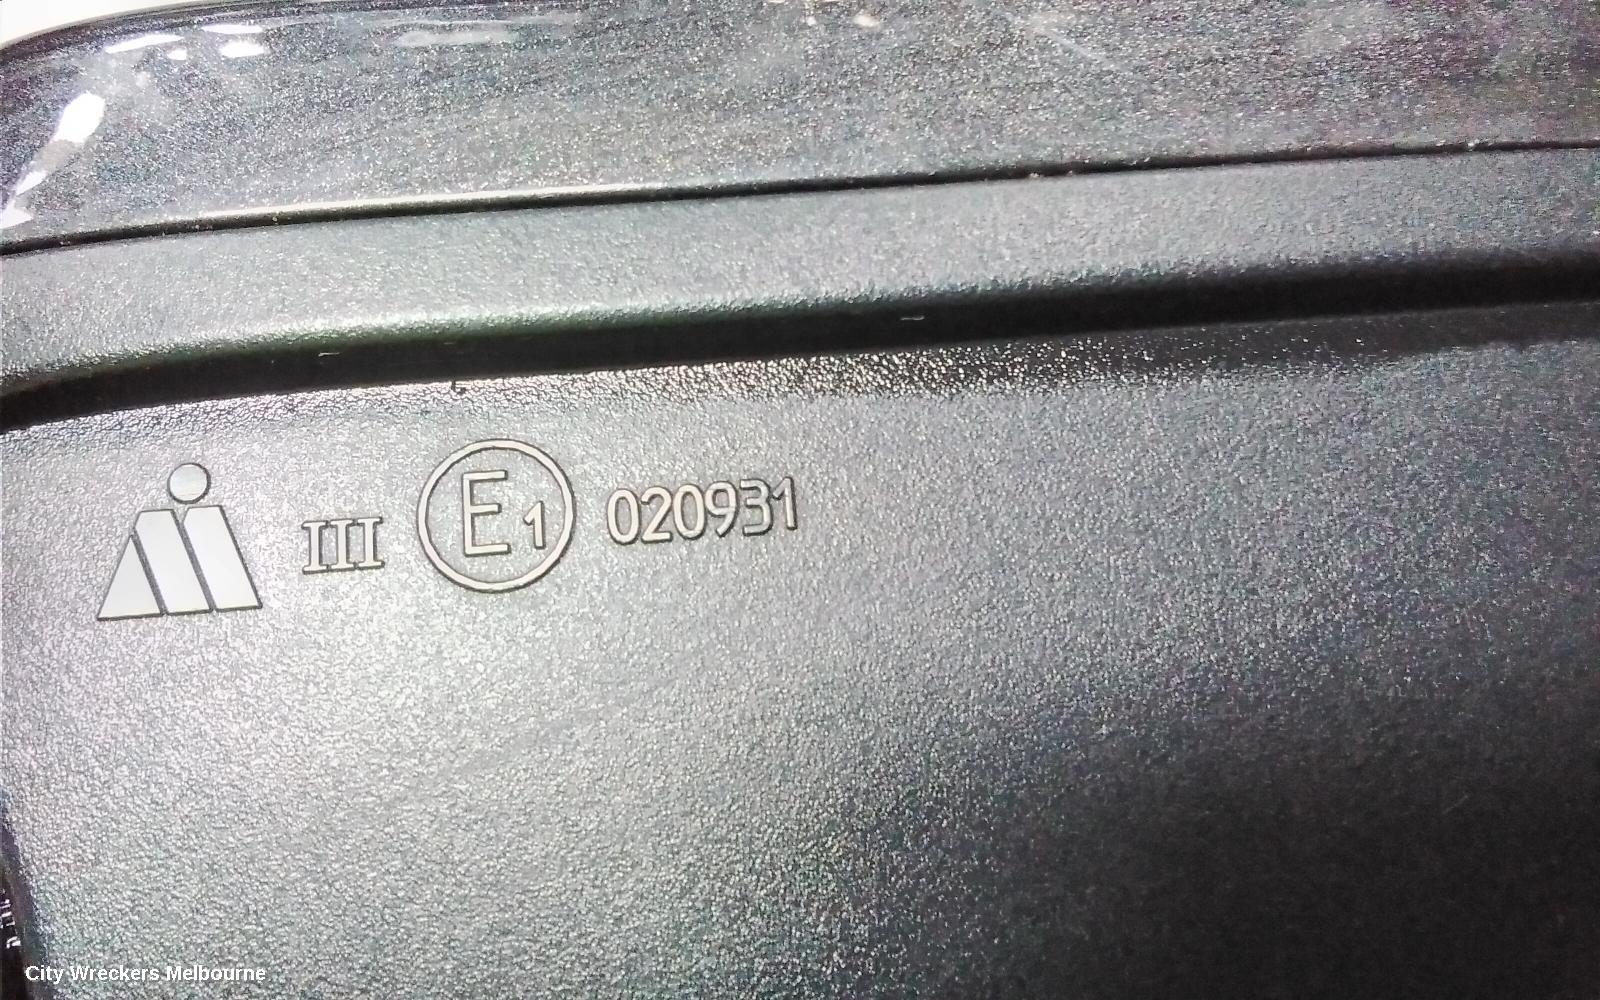 III E1 020931
City Wreckers Melbourne